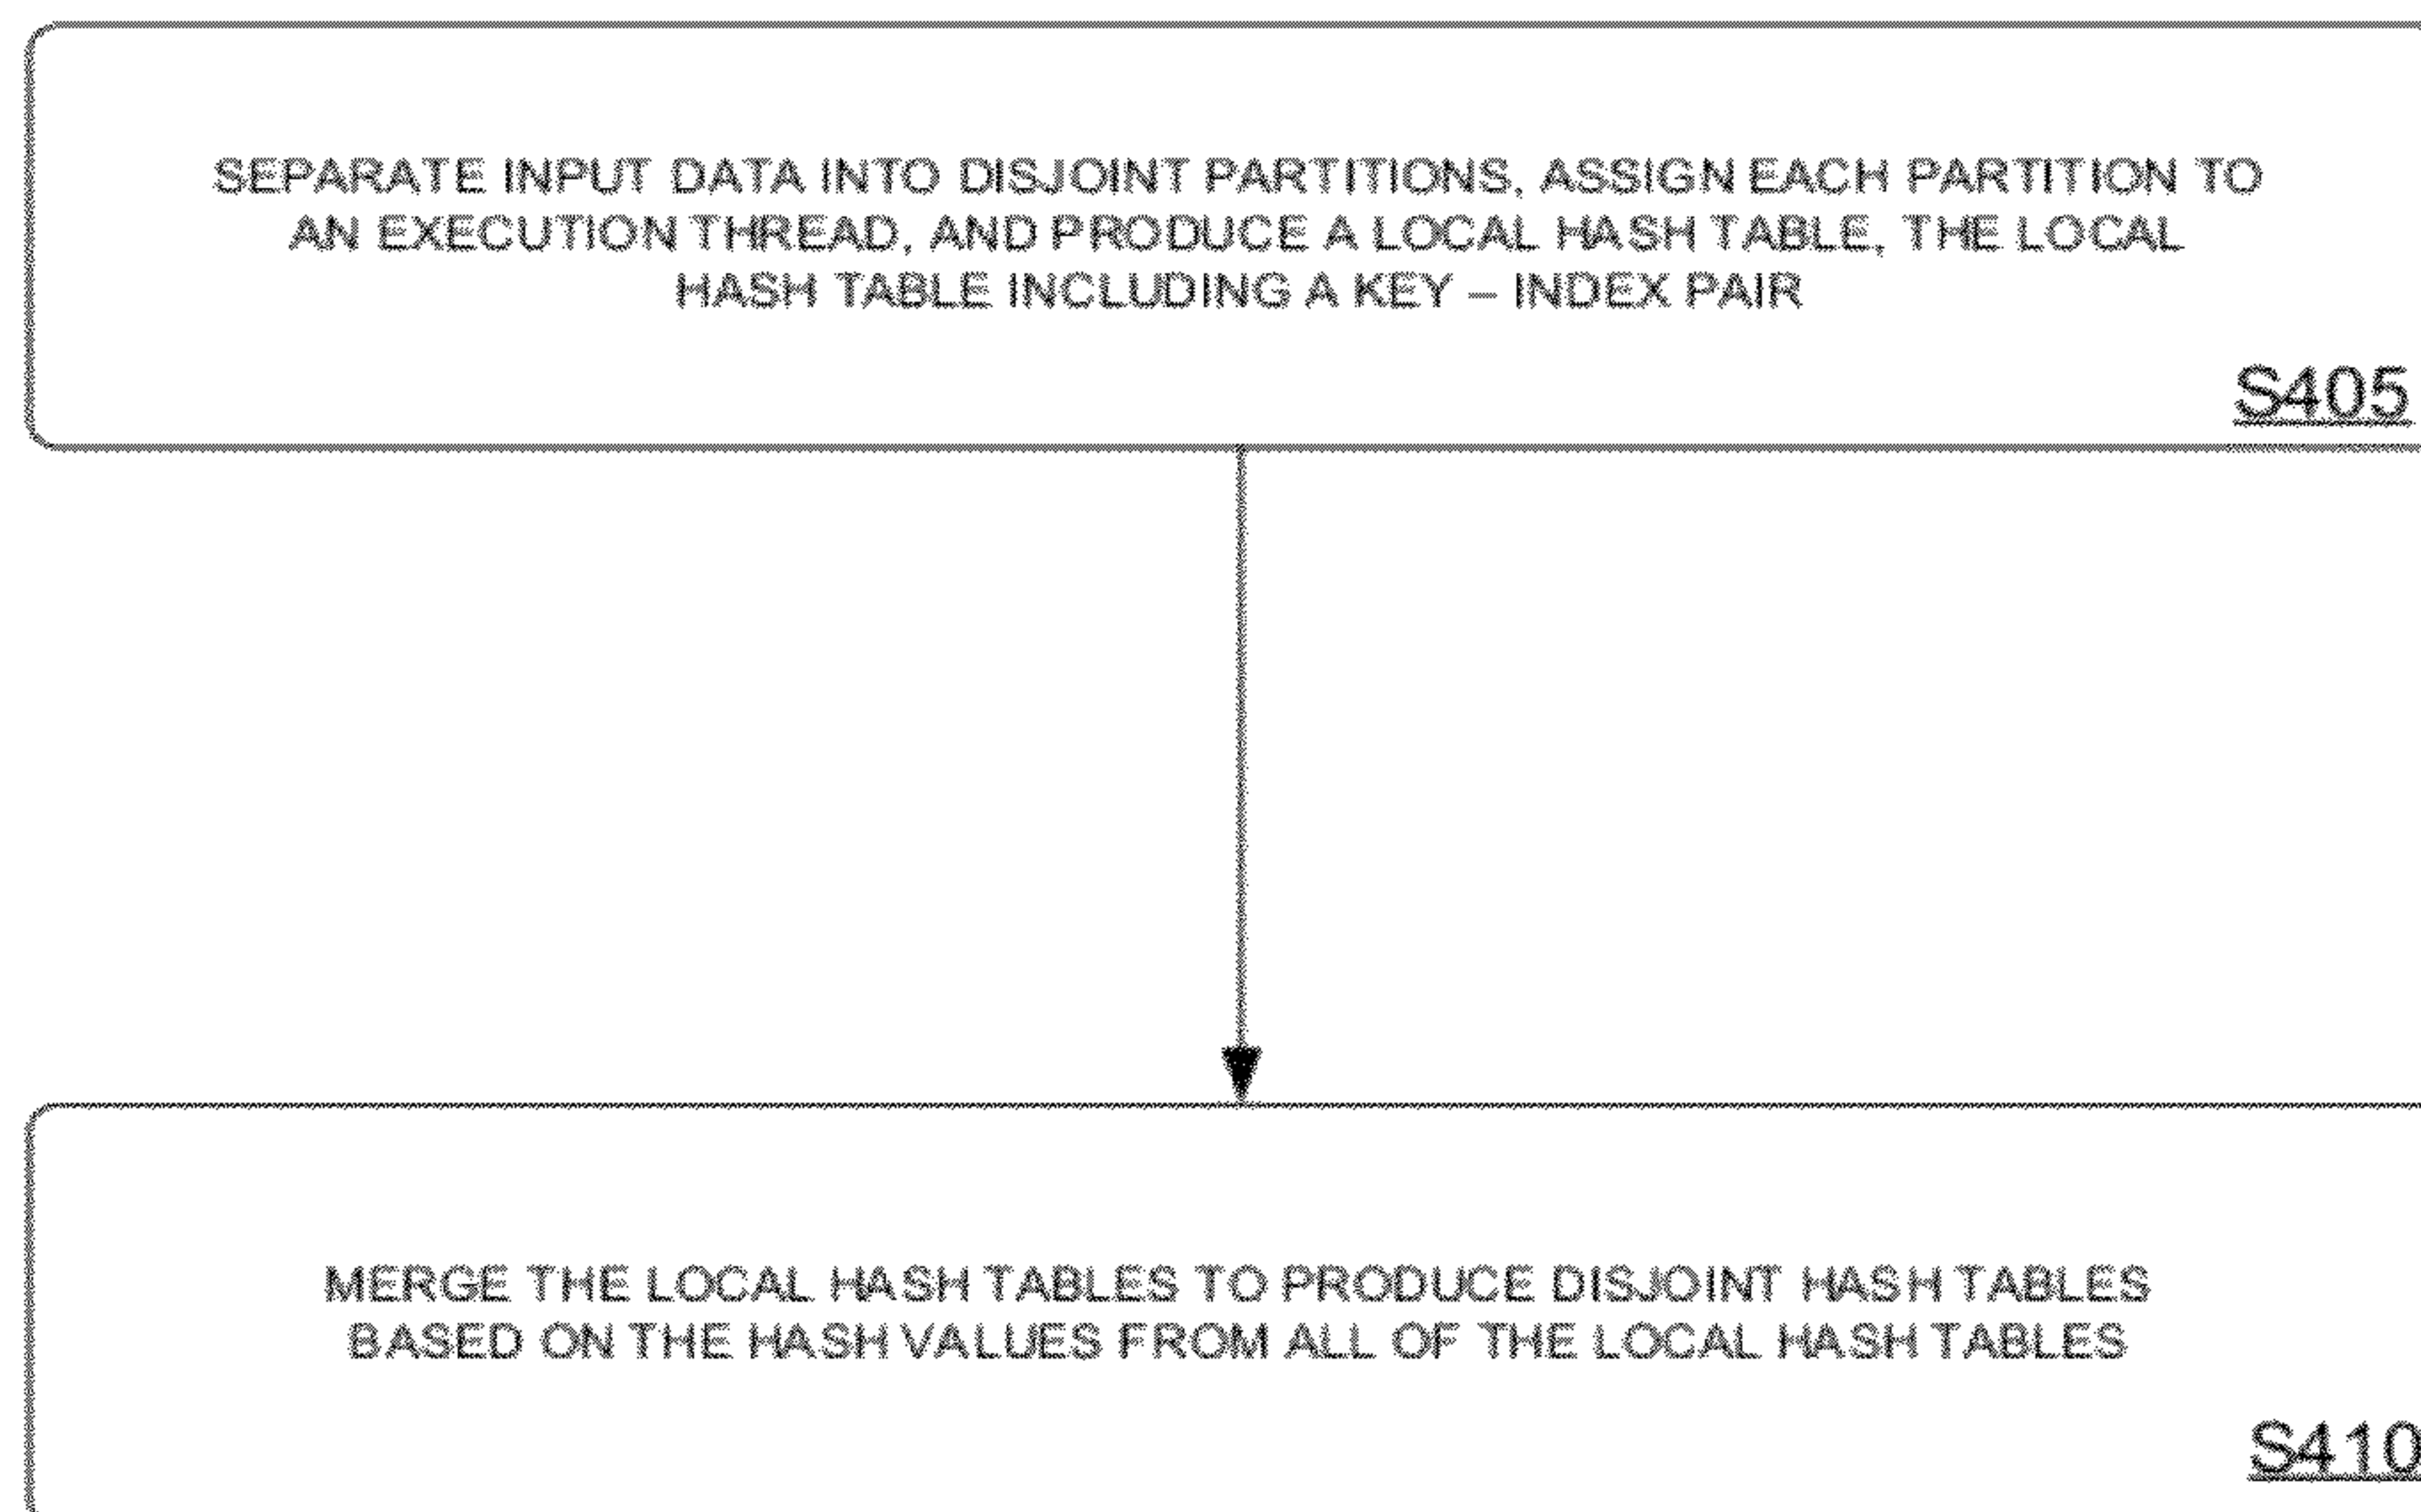 SEPARATE INPUT DATA INTO DISJOINT PARTITIONS, ASSIGN EACH PARTITION TO
AN EXECUTION THREAD, AND PRODUCE A LOCAL HASH TABLE, THE LOCAL
HASH TABLE INCLUDING A KEY – INDEX PAIR
S405
MERGE THE LOCAL HASH TABLES TO PRODUCE DISJOINT HASH TABLES
BASED ON THE HASH VALUES FROM ALL OF THE LOCAL HASH TABLES
S410